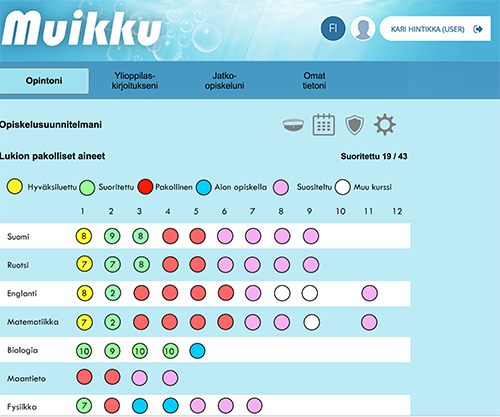 Muikku
FI
KARI HINTIKKA (USER)
Opintoni
Ylioppilas-
kirjoitukseni
Jatko-
opiskeluni
Omat
tietoni
Opiskelusuunnitelmani
Lukion pakolliset aineet
Suoritettu 19 / 43
Hyväksiluettu Suoritettu Pakollinen Aion opiskella Suositeltu Muu kurssi
1 2 3 4 5 6 7 8 9 10 11 12
Suomi 8 9 8
Ruotsi 7 7 8
Englanti 8 2
Matematiikka 7 2
Biologia 10 9 10 10
Maantieto
Fysiikka 7